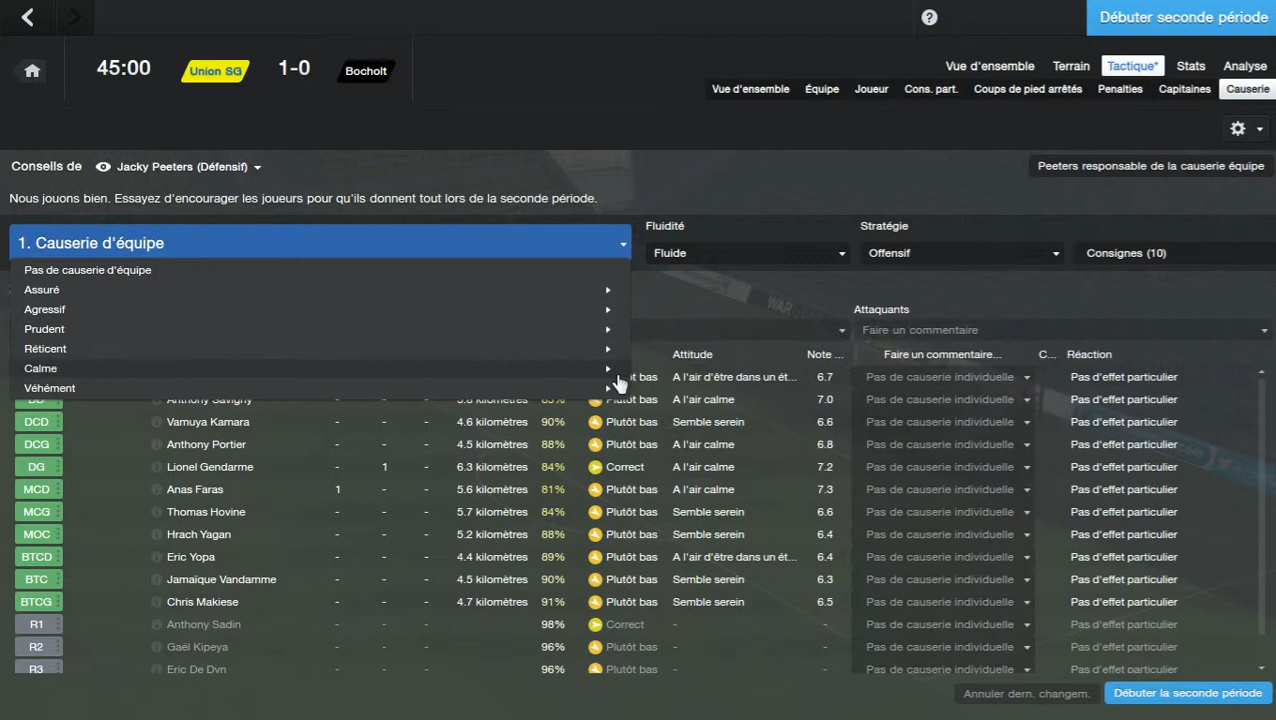 Débuter seconde période
45:00
Union SG
1-0
Bocholt
Vue d'ensemble Terrain Tactique* Stats Analyse
Vue d'ensemble Équipe Joueur Cons. part. Coups de pied arrêtés Penalties Capitaines Causerie
Conseils de Jacky Peeters (Défensif)
Peeters responsable de la causerie équipe
Nous jouons bien. Essayez d'encourager les joueurs pour qu'ils donnent tout lors de la seconde période.
Fluidité Stratégie
1. Causerie d'équipe Fluide Offensif Consignes (10)
Pas de causerie d'équipe
Assuré
Agressif Attaquants
Prudent Faire un commentaire
Réticent Attitude Note ... Faire un commentaire... C... Réaction
Calme
bas A l'air d'être dans un ét... 6.7 Pas de causerie individuelle Pas d'effet particulier
Véhément
DD Anthony Savigny 5.8 kilomètres 85% Plutôt bas A l'air calme 7.0 Pas de causerie individuelle Pas d'effet particulier
DCD Vamuya Kamara - - - 4.6 kilomètres 90% Plutôt bas Semble serein 6.6 Pas de causerie individuelle Pas d'effet particulier
DCG Anthony Portier - - - 4.5 kilomètres 88% Plutôt bas A l'air calme 6.8 Pas de causerie individuelle Pas d'effet particulier
DG Lionel Gendarme - 1 - 6.3 kilomètres 84% Correct A l'air calme 7.2 Pas de causerie individuelle Pas d'effet particulier
MCD Anas Faras 1 - - 5.6 kilomètres 81% Plutôt bas A l'air calme 7.3 Pas de causerie individuelle Pas d'effet particulier
MCG Thomas Hovine - - - 5.7 kilomètres 84% Plutôt bas Semble serein 6.6 Pas de causerie individuelle Pas d'effet particulier
MOC Hrach Yagan - - - 5.2 kilomètres 88% Plutôt bas Semble serein 6.4 Pas de causerie individuelle Pas d'effet particulier
BTCD Eric Yopa - - - 4.4 kilomètres 89% Plutôt bas A l'air d'être dans un ét... 6.4 Pas de causerie individuelle Pas d'effet particulier
BTC Jamaïque Vandamme - - - 4.5 kilomètres 90% Plutôt bas Semble serein 6.3 Pas de causerie individuelle Pas d'effet particulier
BTCG Chris Makiese - - - 4.7 kilomètres 91% Plutôt bas Semble serein 6.5 Pas de causerie individuelle Pas d'effet particulier
R1 Anthony Sadin 98% Correct - - Pas de causerie individuelle Pas d'effet particulier
R2 Gaël Kipeya 96% Plutôt bas - - Pas de causerie individuelle Pas d'effet particulier
R3 Eric De Dyn 96% Plutôt bas - - Pas de causerie individuelle Pas d'effet particulier
Annuler dern. changem. Débuter la seconde période